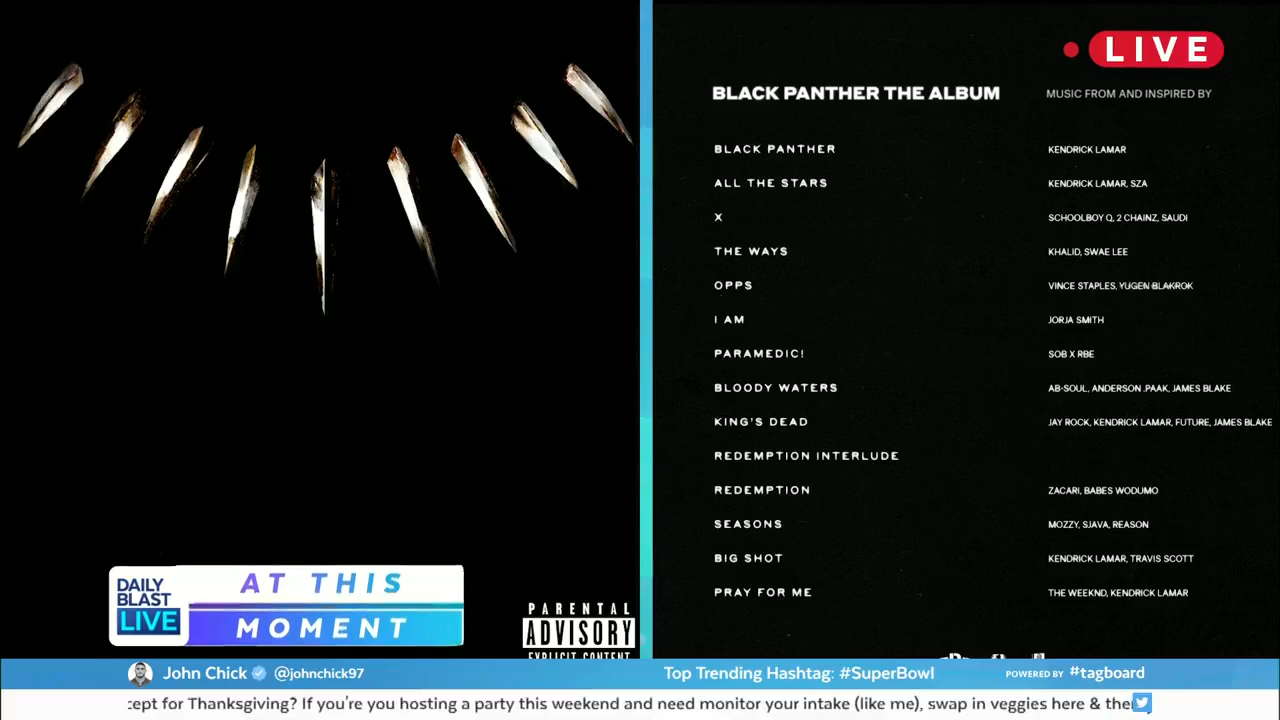 LIVE
BLACK PANTHER THE ALBUM MUSIC FROM AND INSPIRED BY
BLACK PANTHER KENDRICK LAMAR
ALL THE STARS KENDRICK LAMAR, SZA
X SCHOOLBOY Q, 2 CHAINZ, SAUDI
THE WAYS KHALID, SWAE LEE
OPPS VINCE STAPLES, YUGEN BLAKROK
I AM JORJA SMITH
PARAMEDIC! SOB X RBE
BLOODY WATERS AB-SOUL, ANDERSON .PAAK, JAMES BLAKE
KING'S DEAD JAY ROCK, KENDRICK LAMAR, FUTURE, JAMES BLAKE
REDEMPTION INTERLUDE
REDEMPTION ZACARI, BABES WODUMO
SEASONS MOZZY, SJAVA, REASON
BIG SHOT KENDRICK LAMAR, TRAVIS SCOTT
PRAY FOR ME THE WEEKND, KENDRICK LAMAR
DAILY
BLAST
LIVE
AT THIS
MOMENT
PARENTAL
ADVISORY
EXPLICIT CONTENT
John Chick @johnchick97 Top Trending Hashtag: #SuperBowl POWERED BY #tagboard
cept for Thanksgiving? If you're you hosting a party this weekend and need monitor your intake (like me), swap in veggies here & the